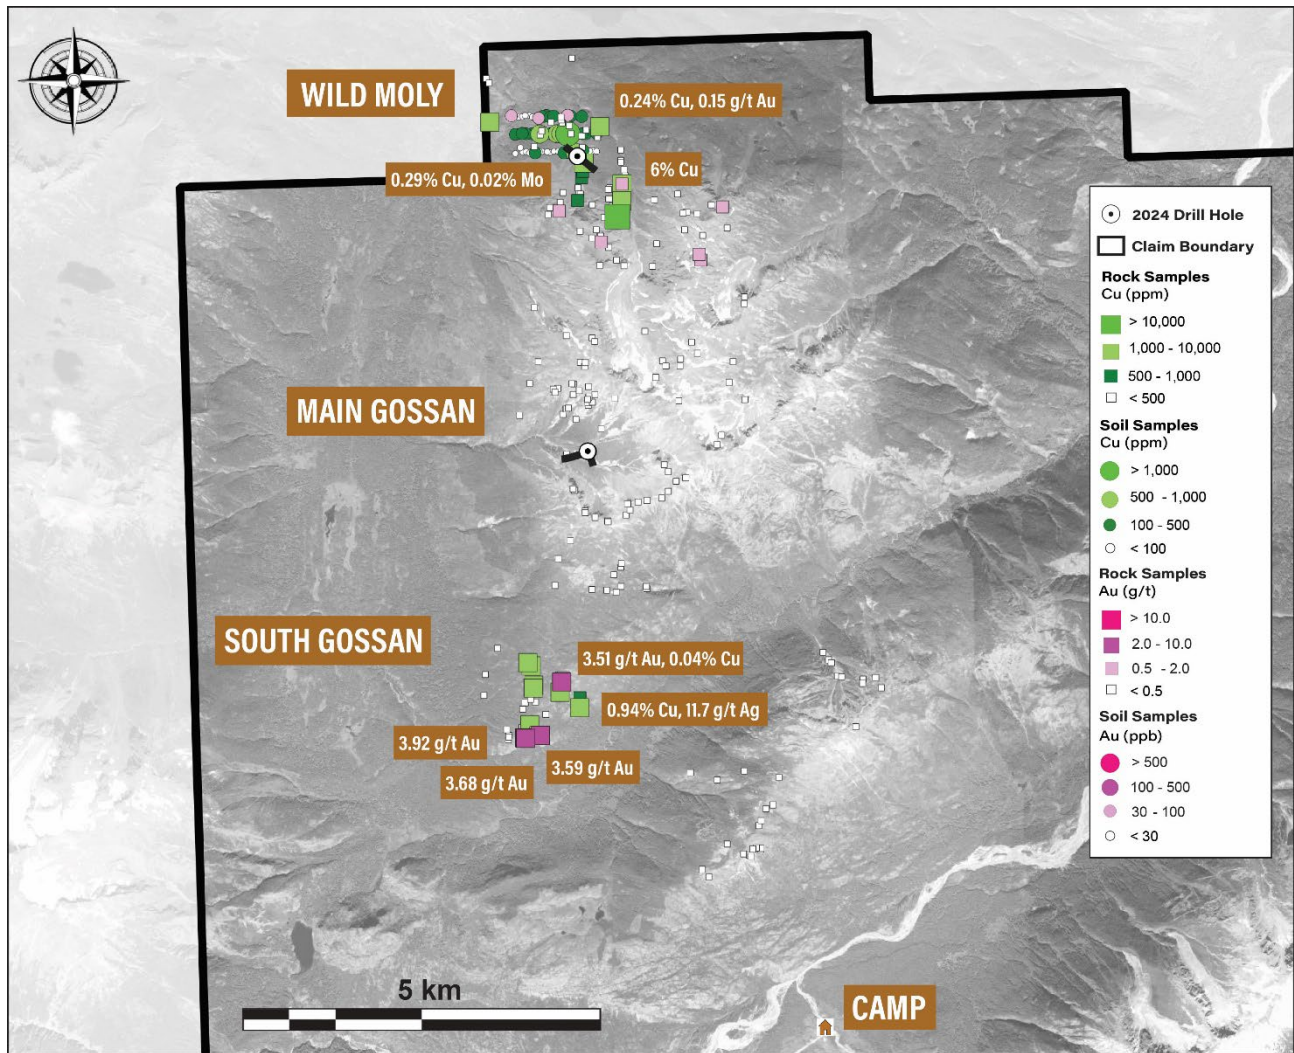 WILD MOLY
0.24% Cu, 0.15 g/t Au
0.29% Cu, 0.02% Mo
6% Cu
MAIN GOSSAN
SOUTH GOSSAN
3.51 g/t Au, 0.04% Cu
0.94% Cu, 11.7 g/t Ag
3.92 g/t Au
3.59 g/t Au
3.68 g/t Au
5 km
CAMP
2024 Drill Hole
Claim Boundary
Rock Samples
Cu (ppm)
> 10,000
1,000 - 10,000
500 - 1,000
< 500
Soil Samples
Cu (ppm)
> 1,000
500 - 1,000
100 - 500
< 100
Rock Samples
Au (g/t)
> 10.0
2.0 - 10.0
0.5 - 2.0
< 0.5
Soil Samples
Au (ppb)
> 500
100 - 500
30 - 100
< 30